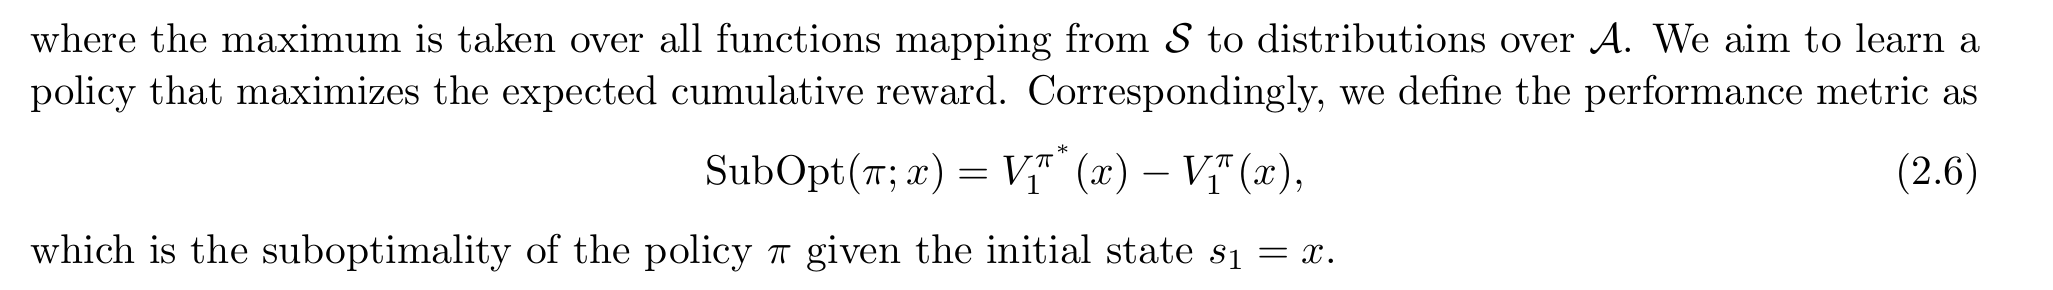 where the maximum is taken over all functions mapping from 𝒮 to distributions over 𝒜. We aim to learn a
policy that maximizes the expected cumulative reward. Correspondingly, we define the performance metric as
SubOpt(π; x) = V_1^{π^*}(x) − V_1^π(x), (2.6)
which is the suboptimality of the policy π given the initial state s_1 = x.